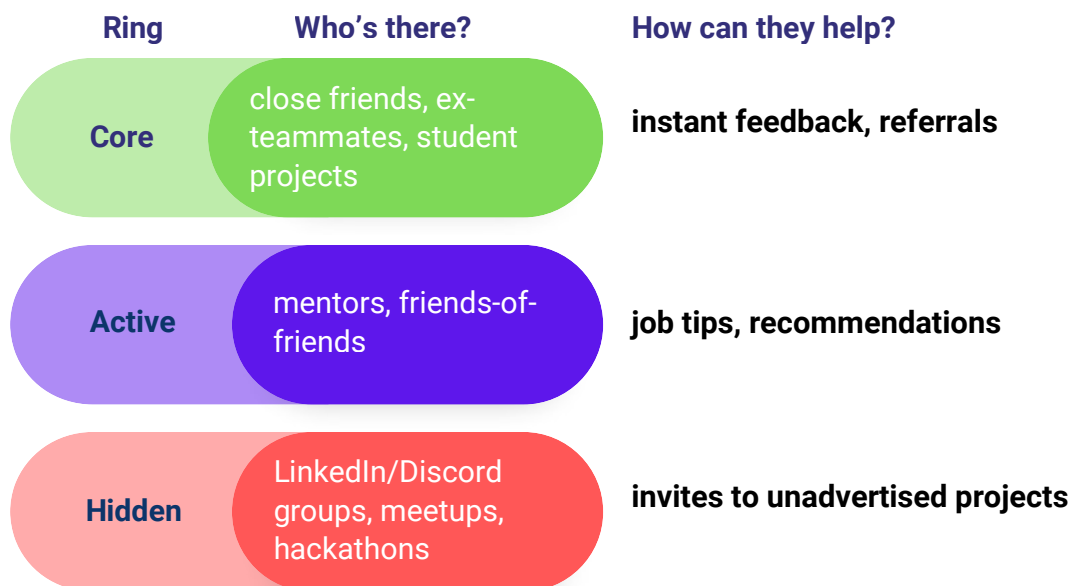 Ring Who’s there? How can they help?
Core
close friends, ex-
teammates, student
projects
instant feedback, referrals
Active
mentors, friends-of-
friends
job tips, recommendations
Hidden
LinkedIn/Discord
groups, meetups,
hackathons
invites to unadvertised projects